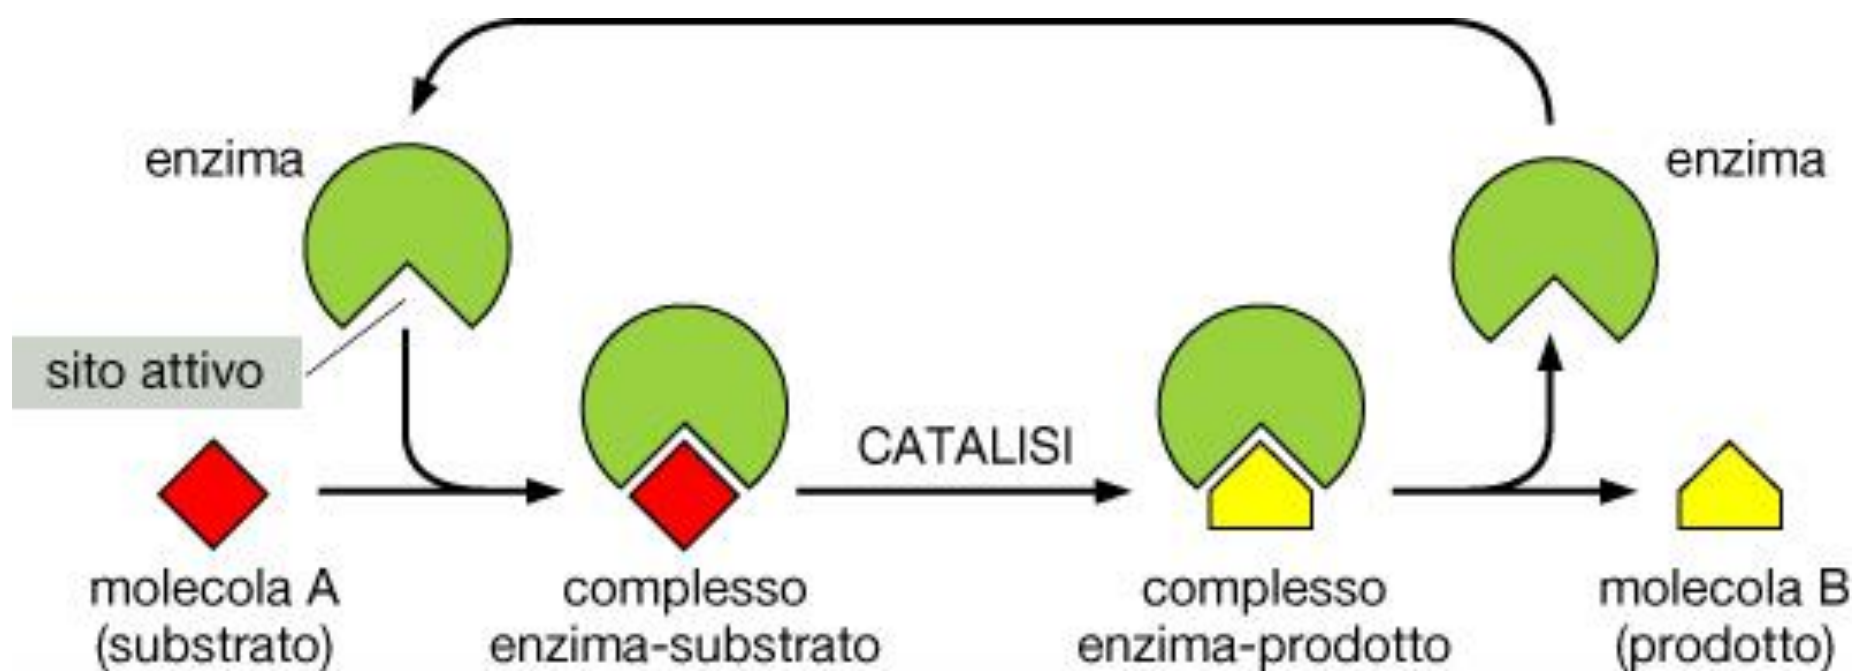 enzima
enzima
sito attivo
CATALISI
molecola A
(substrato)
complesso
enzima-substrato
complesso
enzima-prodotto
molecola B
(prodotto)